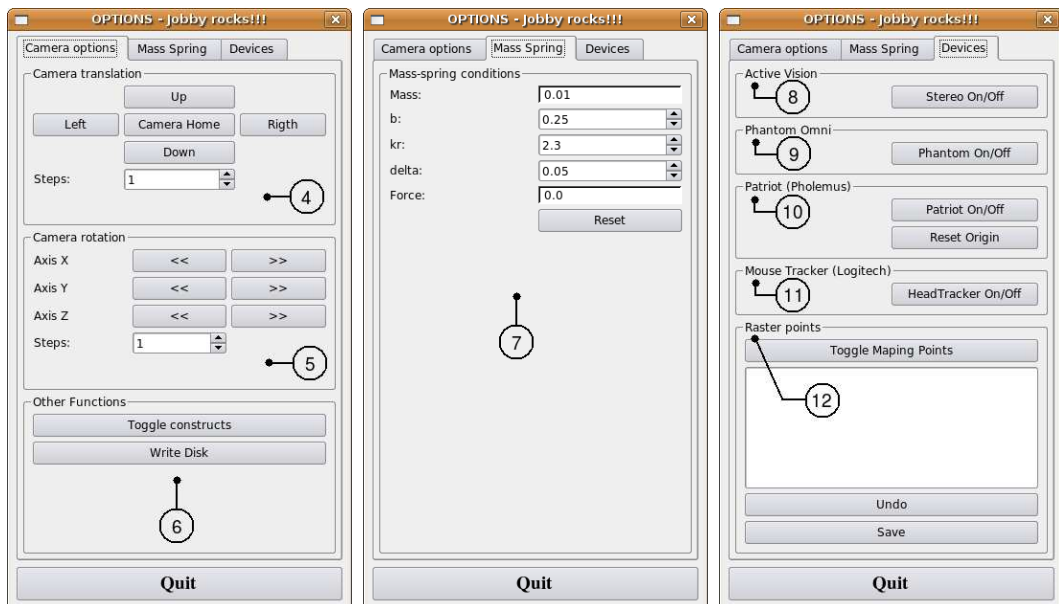 OPTIONS - Jobby rocks!!!
Camera options Mass Spring Devices
Camera translation
Up
Left Camera Home Rigth
Down
Steps: 1
4
Camera rotation
Axis X << >>
Axis Y << >>
Axis Z << >>
Steps: 1
5
Other Functions
Toggle constructs
Write Disk
6
Quit
OPTIONS - Jobby rocks!!!
Camera options Mass Spring Devices
Mass-spring conditions
Mass: 0.01
b: 0.25
kr: 2.3
delta: 0.05
Force: 0.0
Reset
7
Quit
OPTIONS - Jobby rocks!!!
Camera options Mass Spring Devices
Active Vision
8 Stereo On/Off
Phantom Omni
9 Phantom On/Off
Patriot (Pholemus)
10 Patriot On/Off
Reset Origin
Mouse Tracker (Logitech)
11 HeadTracker On/Off
Raster points
Toggle Maping Points
12
Undo
Save
Quit